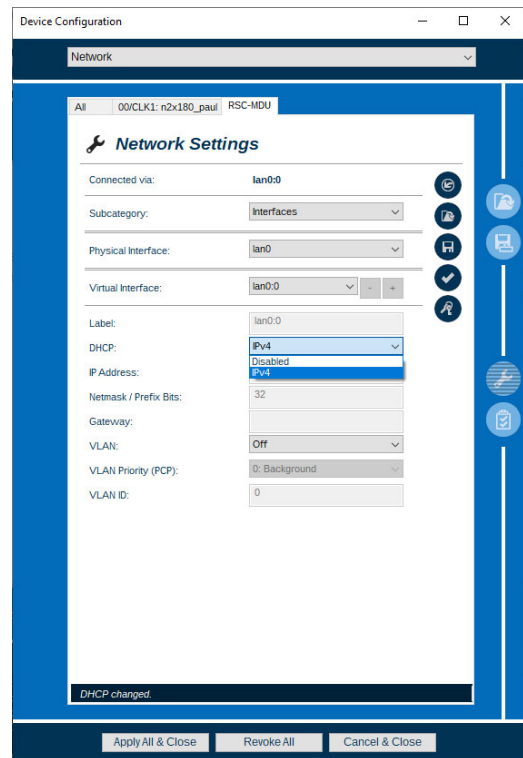 Device Configuration
Network
All 00/CLK1: n2x180_paul RSC-MDU
Network Settings
Connected via: lan0:0
Subcategory: Interfaces
Physical Interface: lan0
Virtual Interface: lan0:0 - +
Label: lan0:0
DHCP: IPv4
Disabled
IP Address: IPv4
Netmask / Prefix Bits: 32
Gateway:
VLAN: Off
VLAN Priority (PCP): 0: Background
VLAN ID: 0
DHCP changed.
Apply All & Close Revoke All Cancel & Close